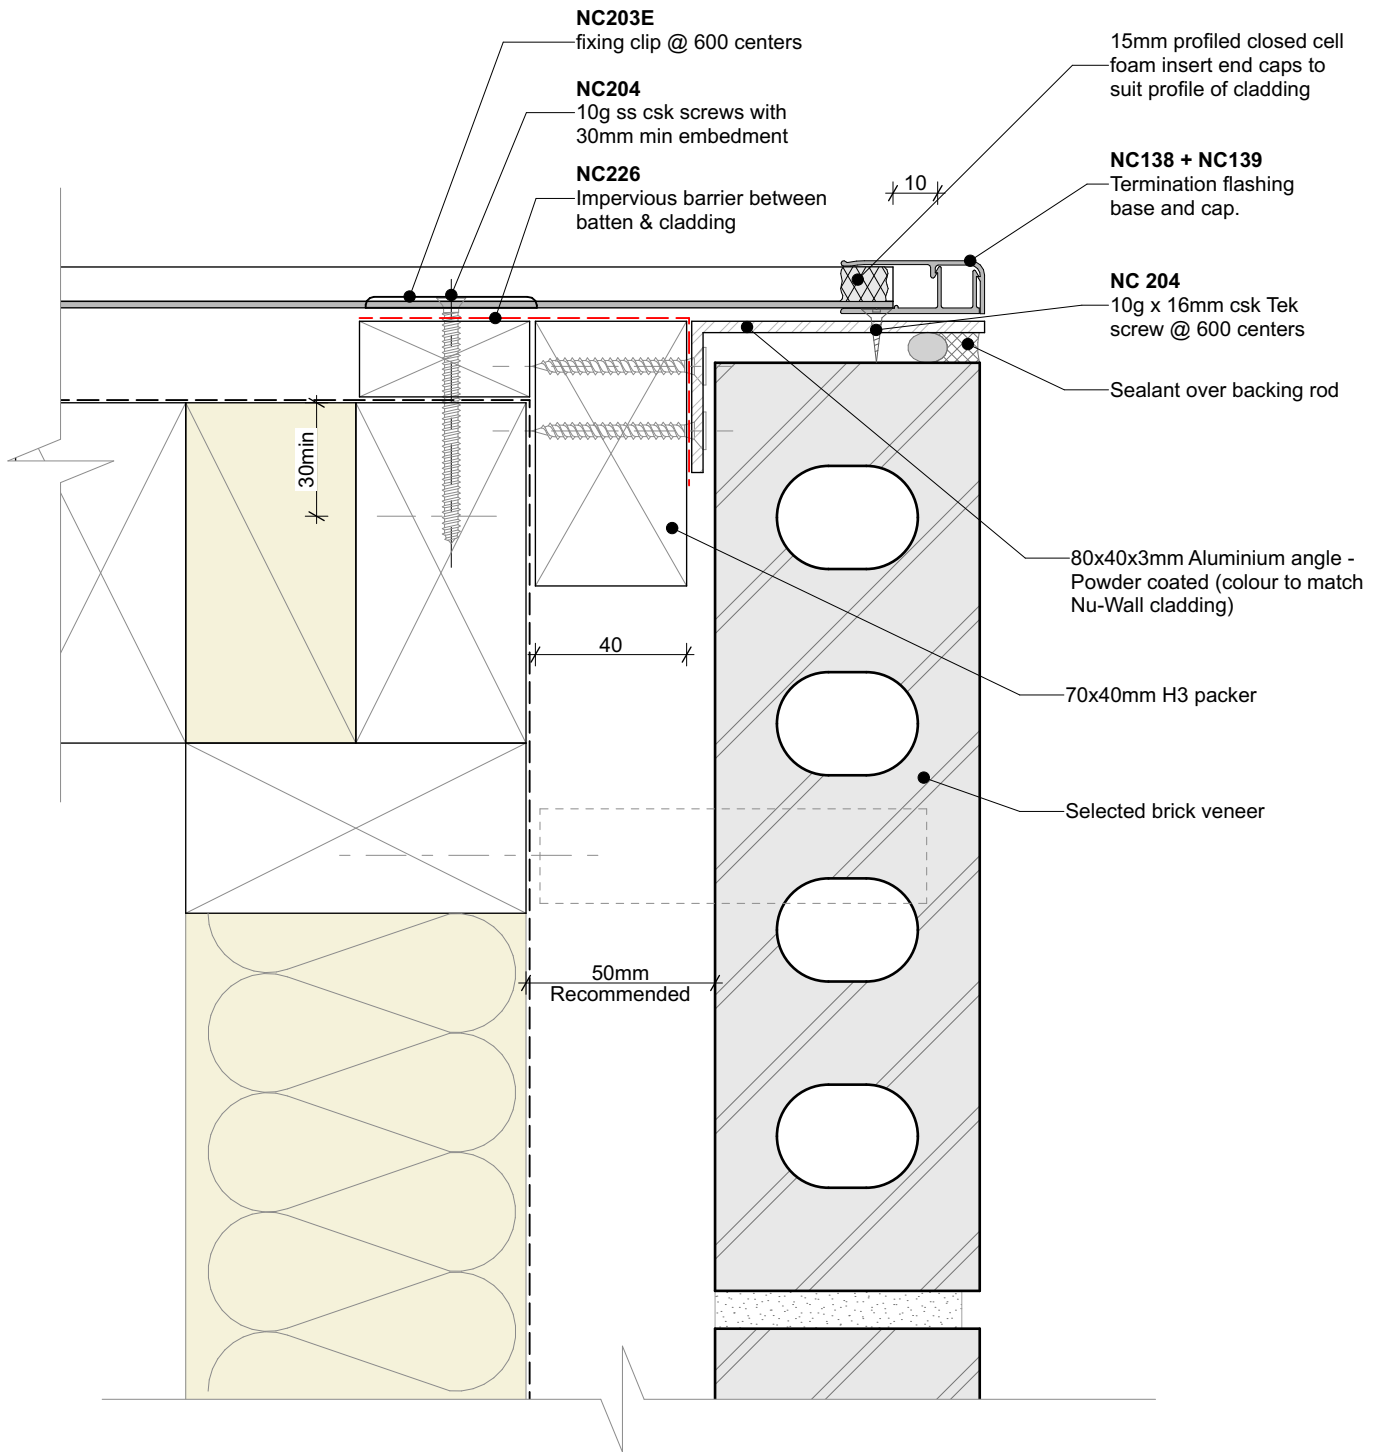 NC203E
fixing clip @ 600 centers
NC204
10g ss csk screws with
30mm min embedment
NC226
Impervious barrier between
batten & cladding
15mm profiled closed cell
foam insert end caps to
suit profile of cladding
NC138 + NC139
Termination flashing
base and cap.
10
NC 204
10g x 16mm csk Tek
screw @ 600 centers
Sealant over backing rod
30min
80x40x3mm Aluminium angle -
Powder coated (colour to match
Nu-Wall cladding)
40
70x40mm H3 packer
Selected brick veneer
50mm
Recommended